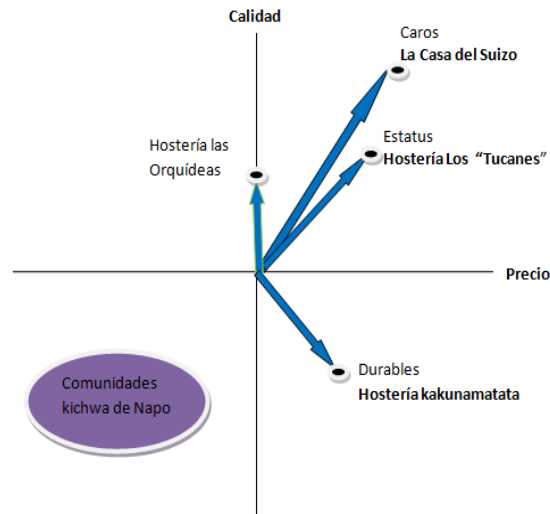 Calidad
Caros
La Casa del Suizo
Hostería las
Orquídeas
Estatus
Hostería Los “Tucanes”
Precio
Durables
Hostería kakunamatata
Comunidades
kichwa de Napo